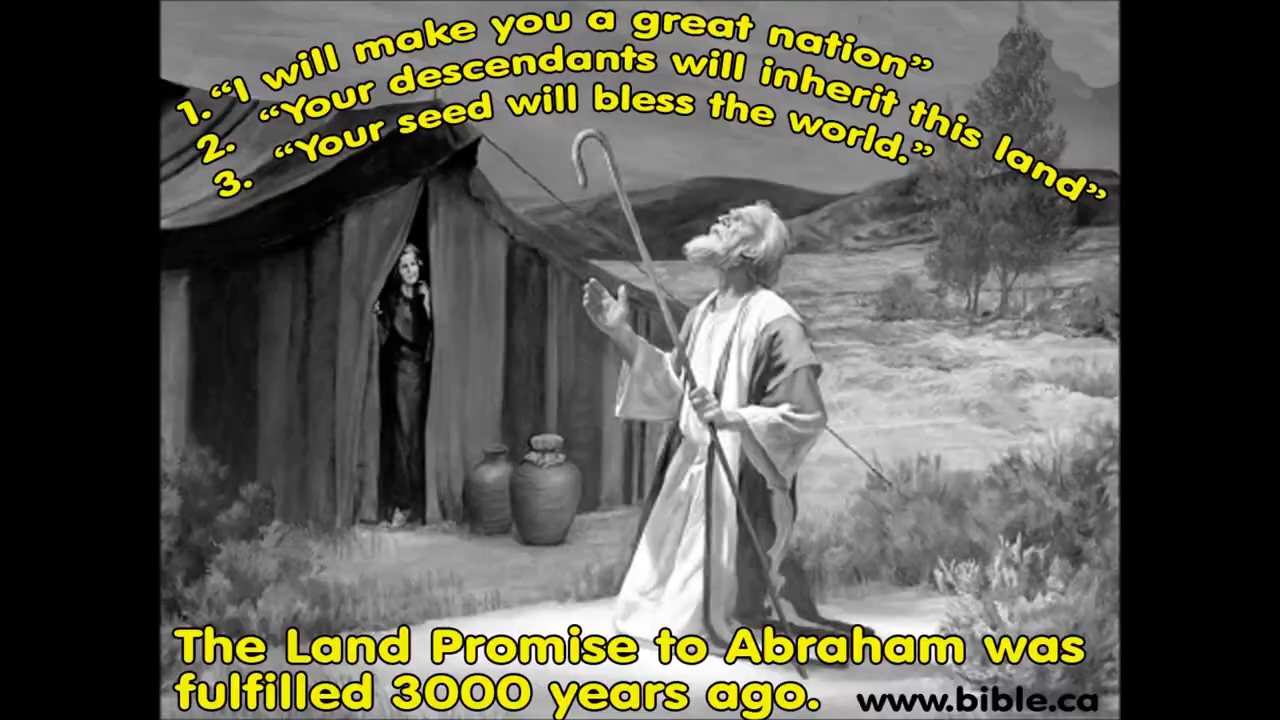 1. “I will make you a great nation”
2. “Your descendants will inherit this land”
3. “Your seed will bless the world.”
The Land Promise to Abraham was
fulfilled 3000 years ago.
www.bible.ca